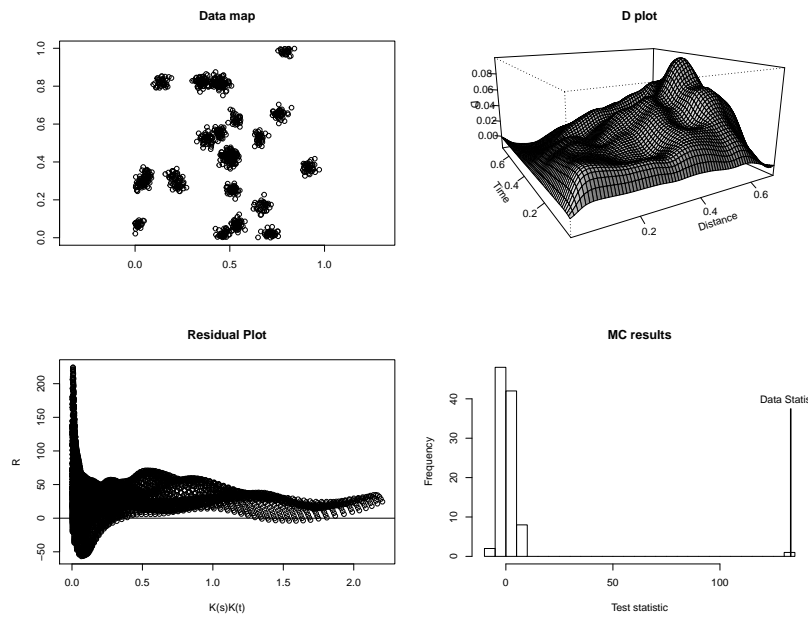 Data map
0.0 0.2 0.4 0.6 0.8 1.0
0.0 0.5 1.0
D plot
0.00 0.02 0.04 0.06 0.08
D
0.2 0.4 0.6
Time
0.2 0.4 0.6
Distance
Residual Plot
−50 0 50 100 150 200
R
0.0 0.5 1.0 1.5 2.0
K(s)K(t)
MC results
0 10 20 30 40
Frequency
Data Statis
0 50 100
Test statistic